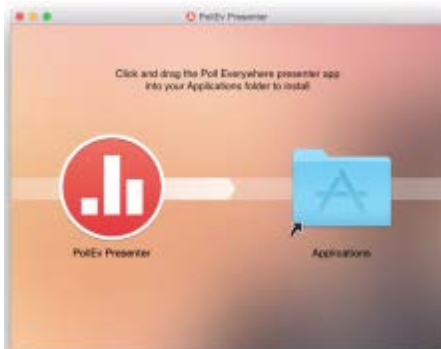 PollEv Presenter
Click and drag the Poll Everywhere presenter app
into your Applications folder to install
PollEv Presenter
Applications